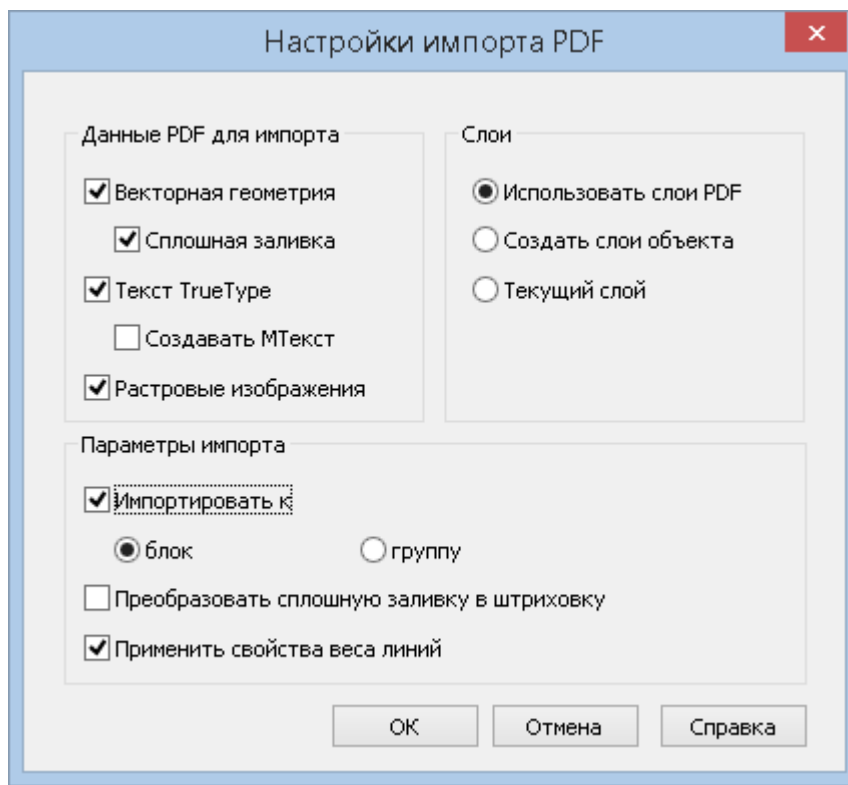 Настройки импорта PDF
Данные PDF для импорта
Векторная геометрия
Сплошная заливка
Текст TrueType
Создавать МТекст
Растровые изображения
Слои
Использовать слои PDF
Создать слои объекта
Текущий слой
Параметры импорта
Импортировать к
блок
группу
Преобразовать сплошную заливку в штриховку
Применить свойства веса линий
ОК
Отмена
Справка